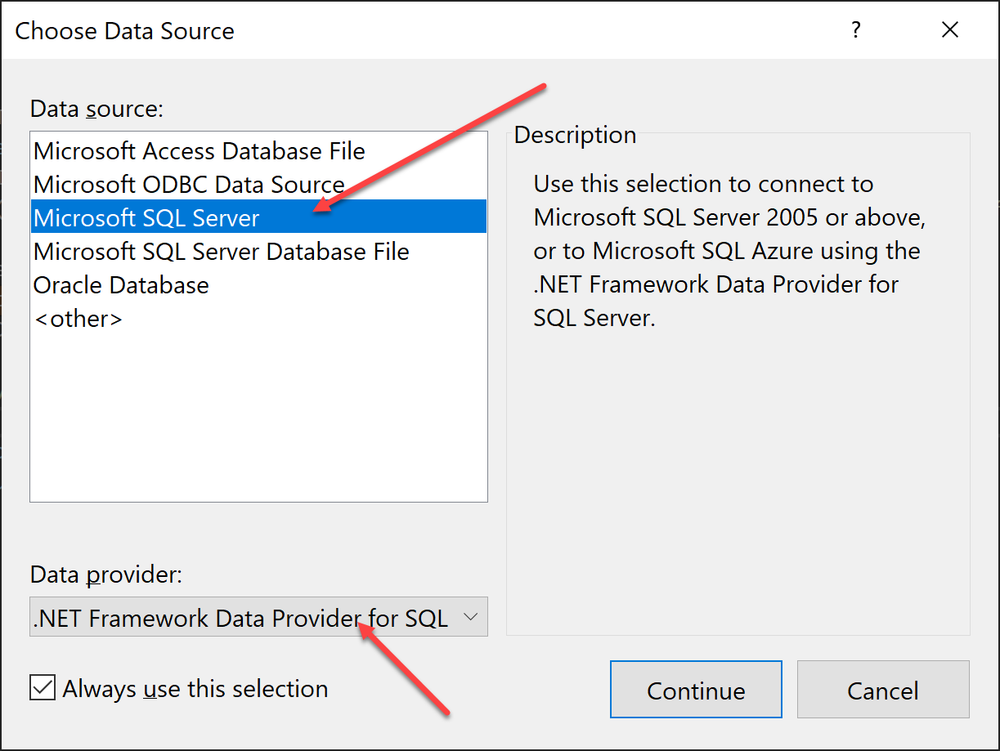 Choose Data Source
?
Data source:
Microsoft Access Database File
Microsoft ODBC Data Source
Microsoft SQL Server
Microsoft SQL Server Database File
Oracle Database
<other>
Description
Use this selection to connect to
Microsoft SQL Server 2005 or above,
or to Microsoft SQL Azure using the
.NET Framework Data Provider for
SQL Server.
Data provider:
.NET Framework Data Provider for SQL
Always use this selection
Continue
Cancel